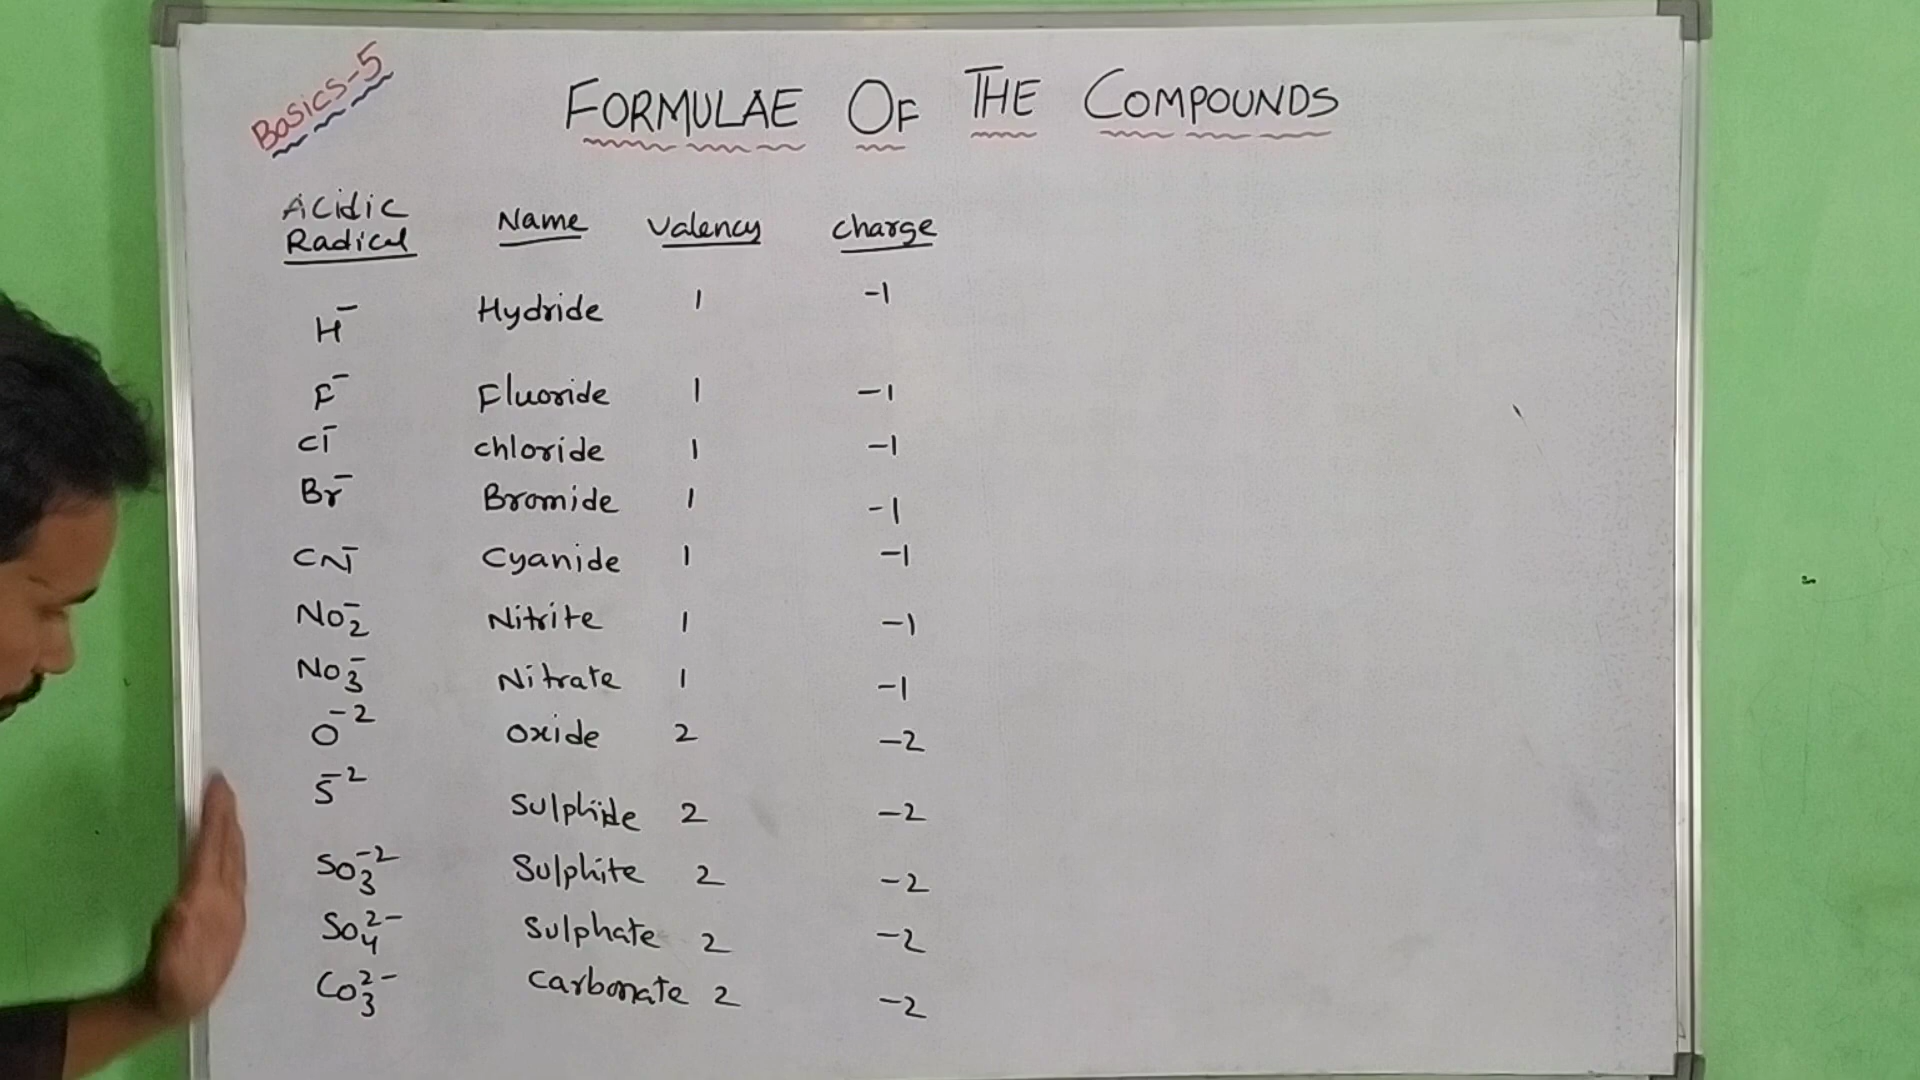 Basics-5
FORMULAE OF THE COMPOUNDS
Acidic Radical Name Valency charge
H⁻ Hydride 1 -1
F⁻ Fluoride 1 -1
Cl⁻ chloride 1 -1
Br⁻ Bromide 1 -1
CN⁻ Cyanide 1 -1
NO₂⁻ Nitrite 1 -1
NO₃⁻ Nitrate 1 -1
O⁻² Oxide 2 -2
S⁻² Sulphide 2 -2
SO₃⁻² Sulphite 2 -2
SO₄²⁻ Sulphate 2 -2
CO₃²⁻ Carbonate 2 -2